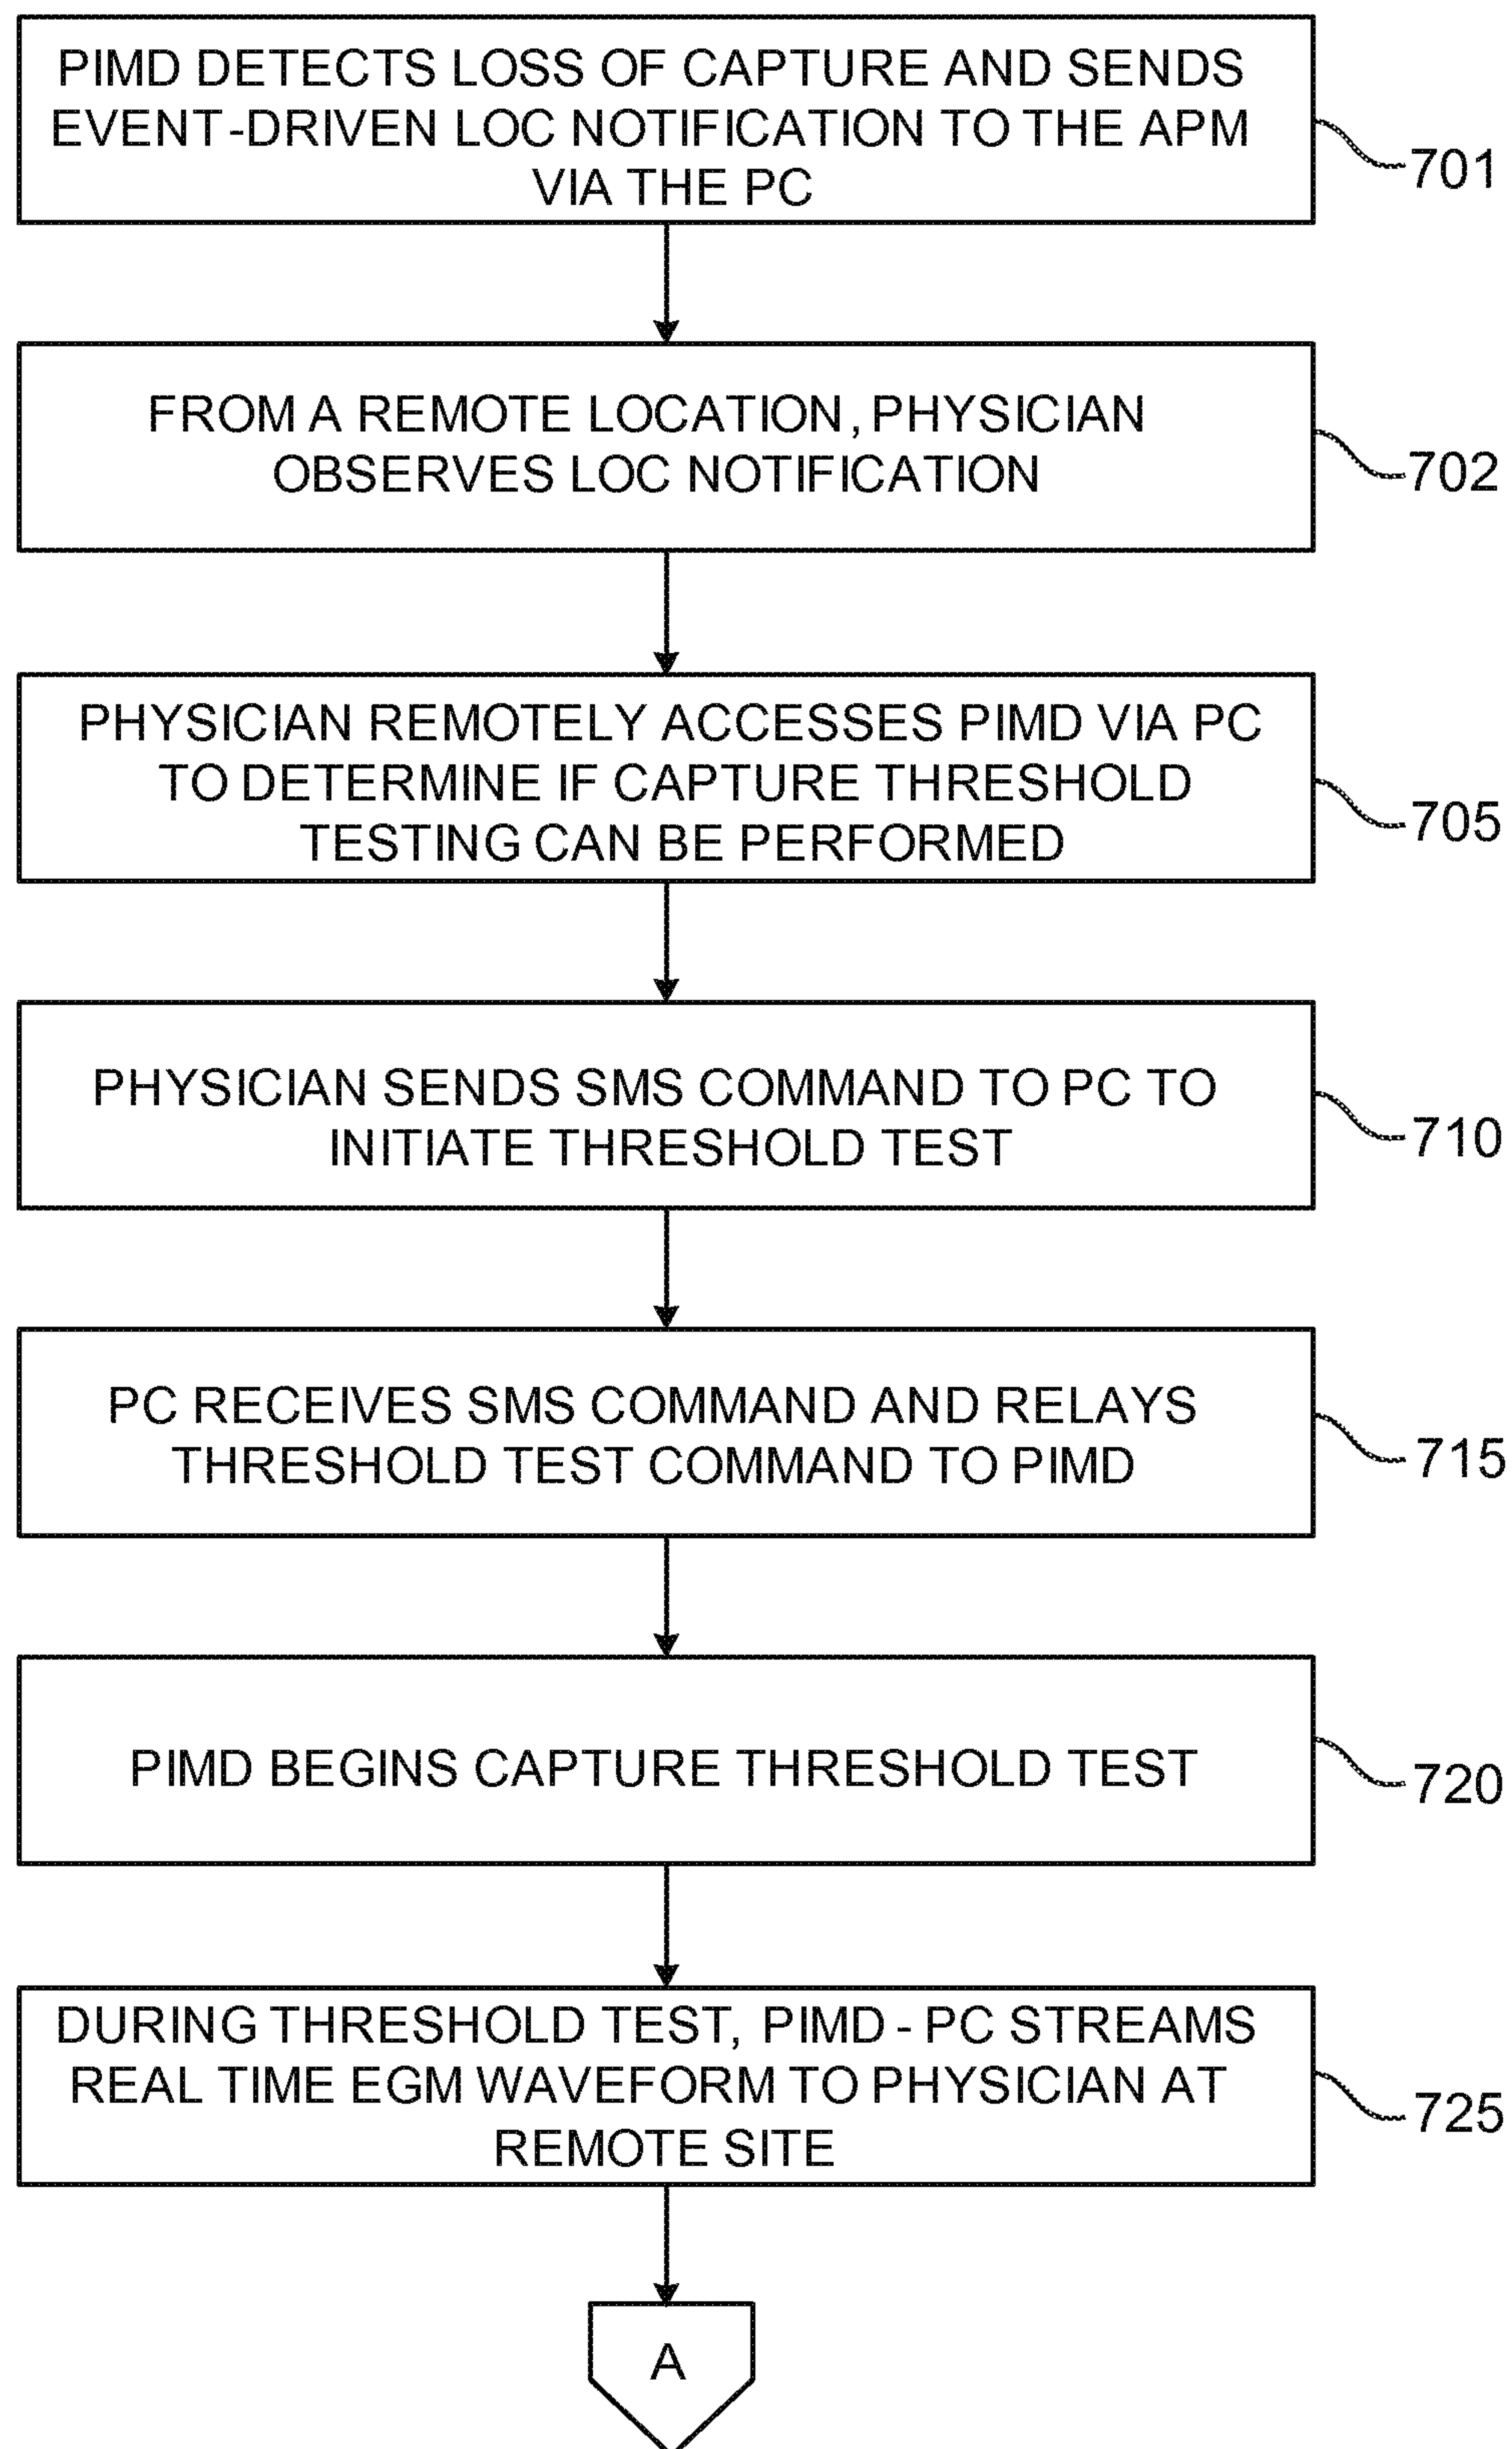 PIMD DETECTS LOSS OF CAPTURE AND SENDS
EVENT-DRIVEN LOC NOTIFICATION TO THE APM
VIA THE PC
701
FROM A REMOTE LOCATION, PHYSICIAN
OBSERVES LOC NOTIFICATION
702
PHYSICIAN REMOTELY ACCESSES PIMD VIA PC
TO DETERMINE IF CAPTURE THRESHOLD
TESTING CAN BE PERFORMED
705
PHYSICIAN SENDS SMS COMMAND TO PC TO
INITIATE THRESHOLD TEST
710
PC RECEIVES SMS COMMAND AND RELAYS
THRESHOLD TEST COMMAND TO PIMD
715
PIMD BEGINS CAPTURE THRESHOLD TEST
720
DURING THRESHOLD TEST, PIMD - PC STREAMS
REAL TIME EGM WAVEFORM TO PHYSICIAN AT
REMOTE SITE
725
A